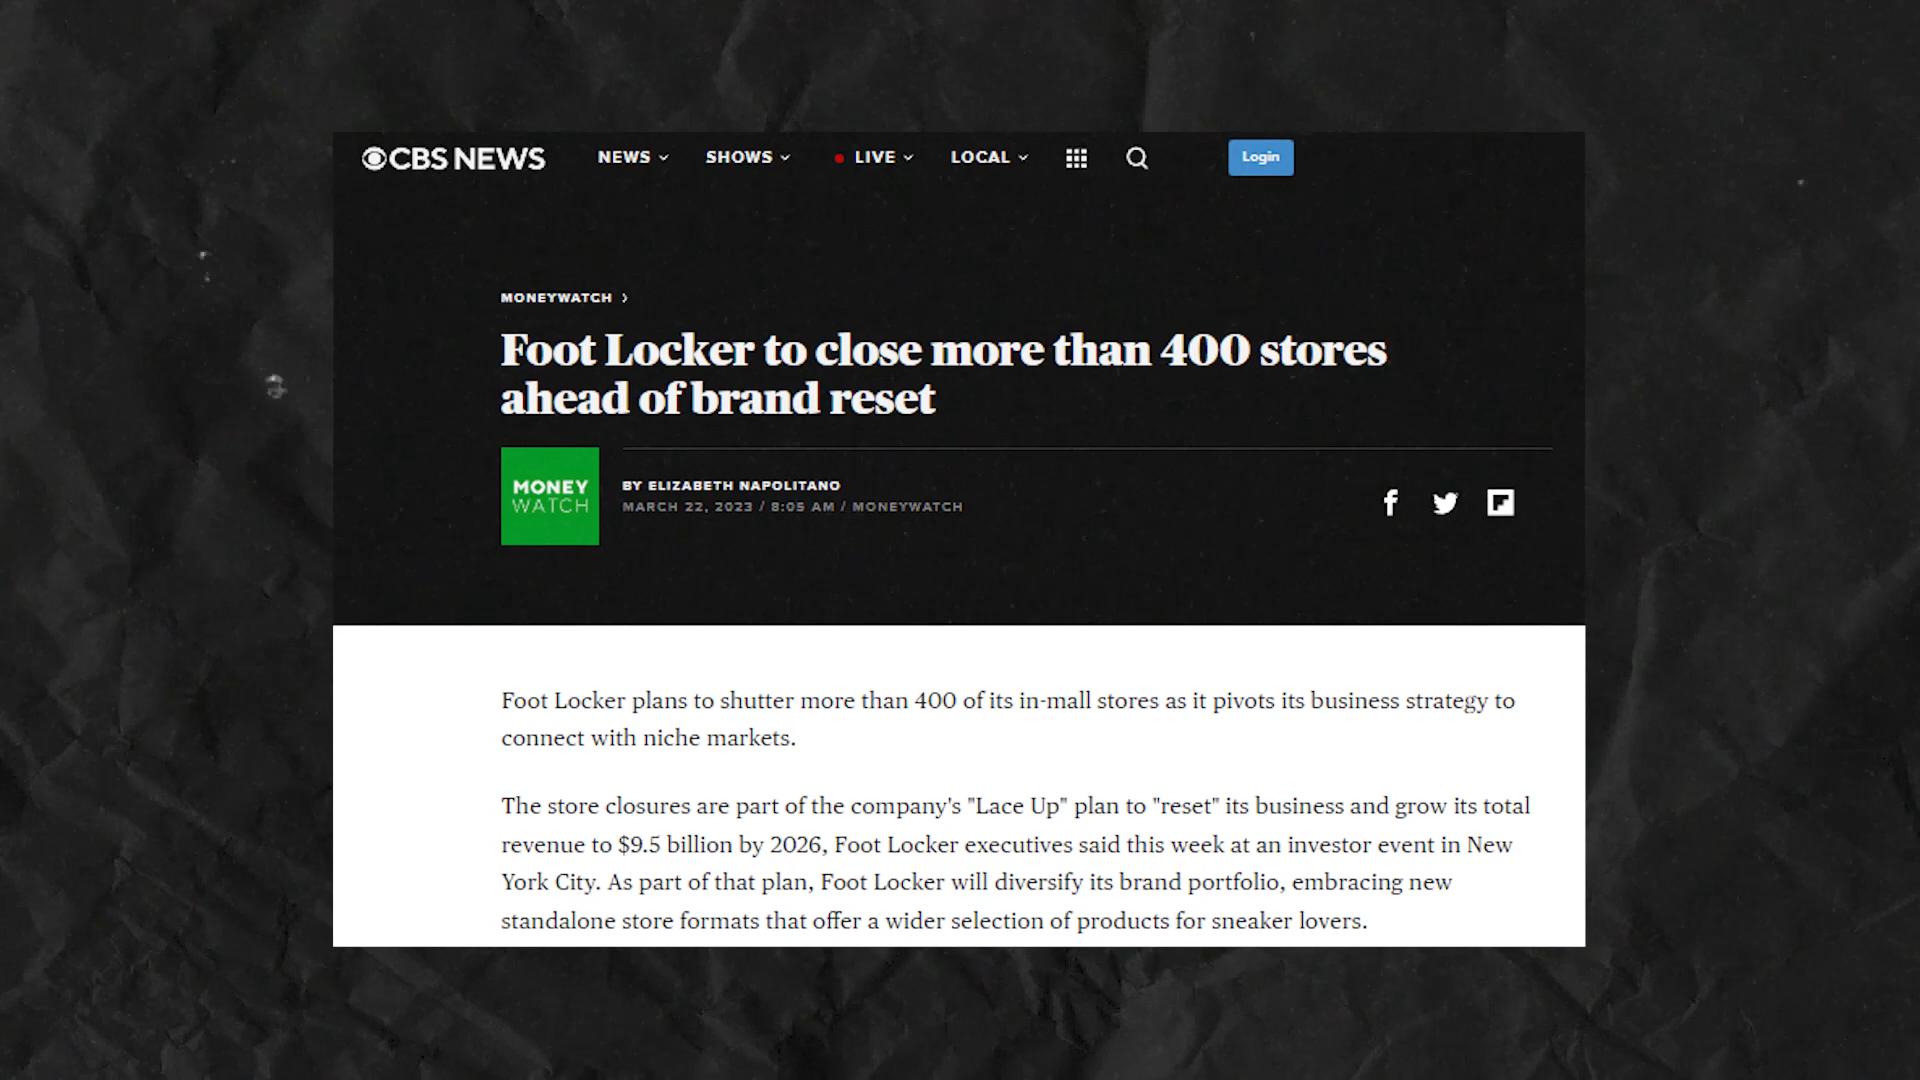 CBS NEWS NEWS SHOWS LIVE LOCAL Login
MONEYWATCH
Foot Locker to close more than 400 stores
ahead of brand reset
MONEY
WATCH
BY ELIZABETH NAPOLITANO
MARCH 22, 2023 / 8:05 AM / MONEYWATCH
Foot Locker plans to shutter more than 400 of its in-mall stores as it pivots its business strategy to
connect with niche markets.
The store closures are part of the company's "Lace Up" plan to "reset" its business and grow its total
revenue to $9.5 billion by 2026, Foot Locker executives said this week at an investor event in New
York City. As part of that plan, Foot Locker will diversify its brand portfolio, embracing new
standalone store formats that offer a wider selection of products for sneaker lovers.